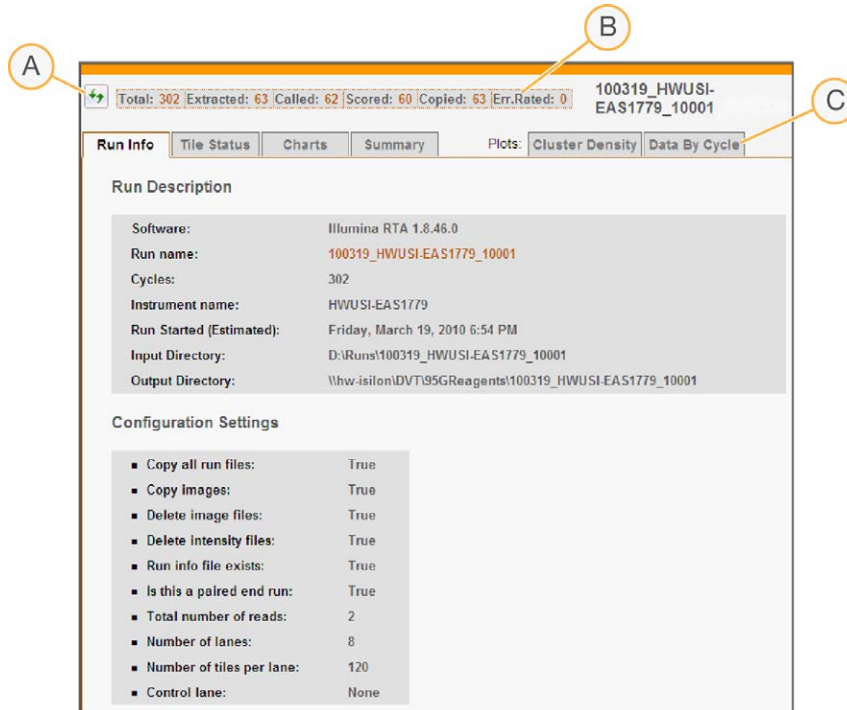 A
B
C
Total: 302 Extracted: 63 Called: 62 Scored: 60 Copied: 63 Err.Rated: 0
100319_HWUSI-
EAS1779_10001
Run Info Tile Status Charts Summary Plots: Cluster Density Data By Cycle
Run Description
Software: Illumina RTA 1.8.46.0
Run name: 100319_HWUSI-EAS1779_10001
Cycles: 302
Instrument name: HWUSI-EAS1779
Run Started (Estimated): Friday, March 19, 2010 6:54 PM
Input Directory: D:\Runs\100319_HWUSI-EAS1779_10001
Output Directory: \\hw-isilon\DVT\95GReagents\100319_HWUSI-EAS1779_10001
Configuration Settings
▪ Copy all run files: True
▪ Copy images: True
▪ Delete image files: True
▪ Delete intensity files: True
▪ Run info file exists: True
▪ Is this a paired end run: True
▪ Total number of reads: 2
▪ Number of lanes: 8
▪ Number of tiles per lane: 120
▪ Control lane: None